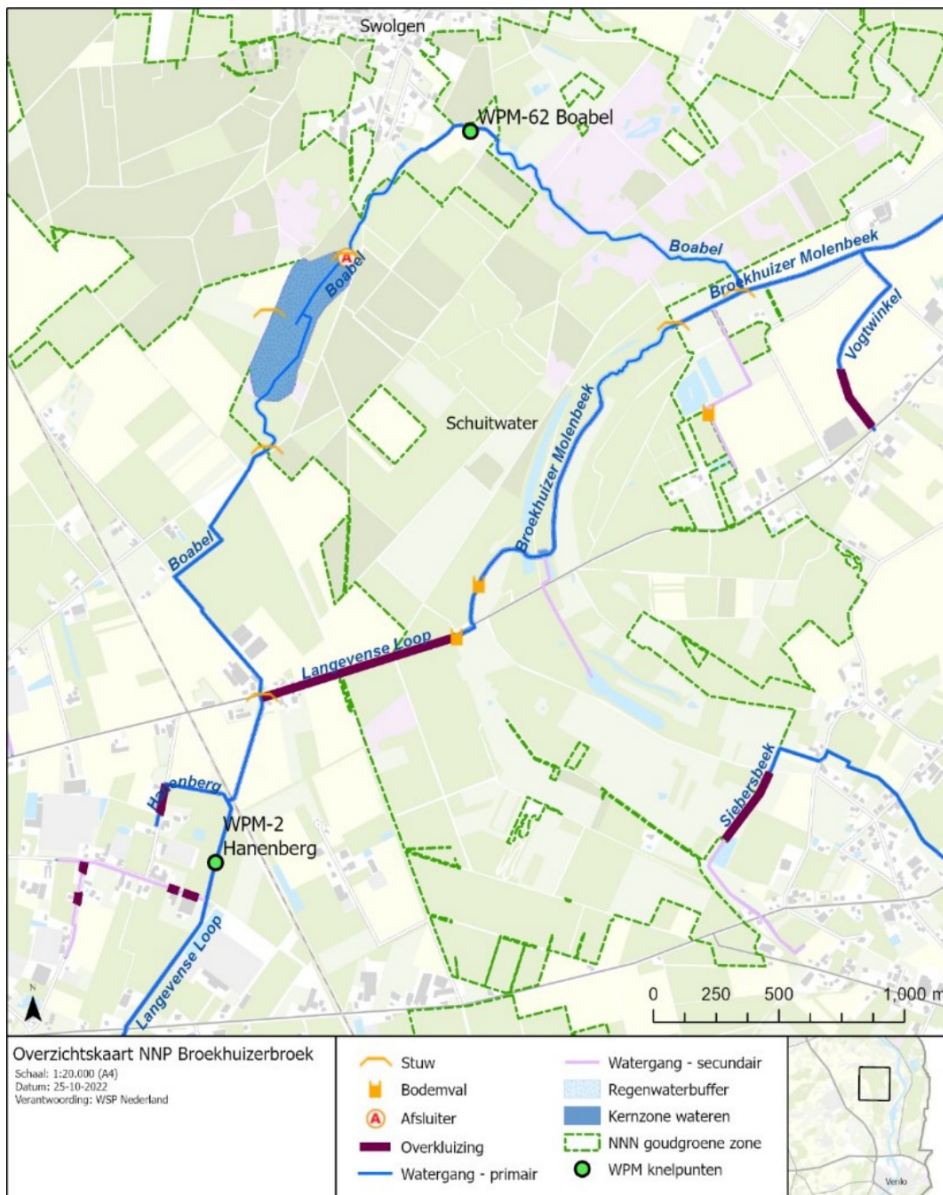 Swolgen
WPM-62 Boabel
Boabel
Broekhuizer Molenbeek
Boabel
A
Vogtwinkel
Schuitwater
Broekhuizer Molenbeek
Boabel
Langevense Loop
Hanenberg
Siebersbeek
WPM-2
Hanenberg
Langevense Loop
0 250 500 1,000 m
Overzichtskaart NNP Broekhuizerbroek
Schaal: 1:20.000 (A4)
Datum: 25-10-2022
Verantwoording: WSP Nederland
Stuw
Bodemval
A Afsluiter
Overkluizing
Watergang - primair
Watergang - secundair
Regenwaterbuffer
Kernzone wateren
NNN goudgroene zone
WPM knelpunten
Venlo
N